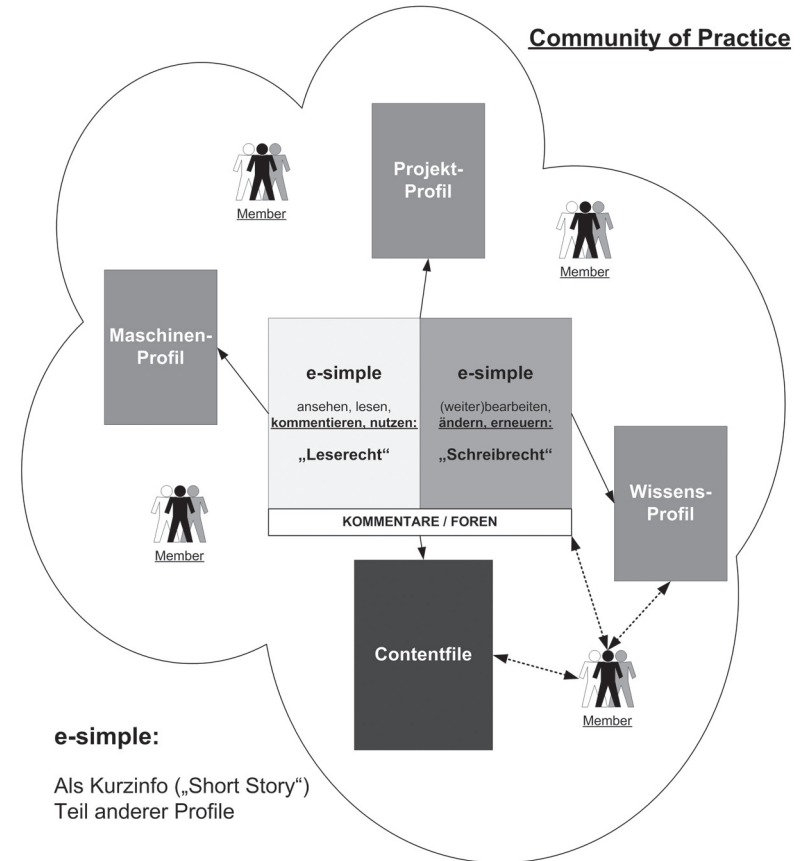 Community of Practice
Projekt-
Profil
Member
Member
Maschinen-
Profil
e-simple
ansehen, lesen,
kommentieren, nutzen:
„Leserecht“
e-simple
(weiter)bearbeiten,
ändern, erneuern:
„Schreibrecht“
Wissens-
Profil
Member
KOMMENTARE / FOREN
Contentfile
Member
e-simple:
Als Kurzinfo („Short Story“)
Teil anderer Profile